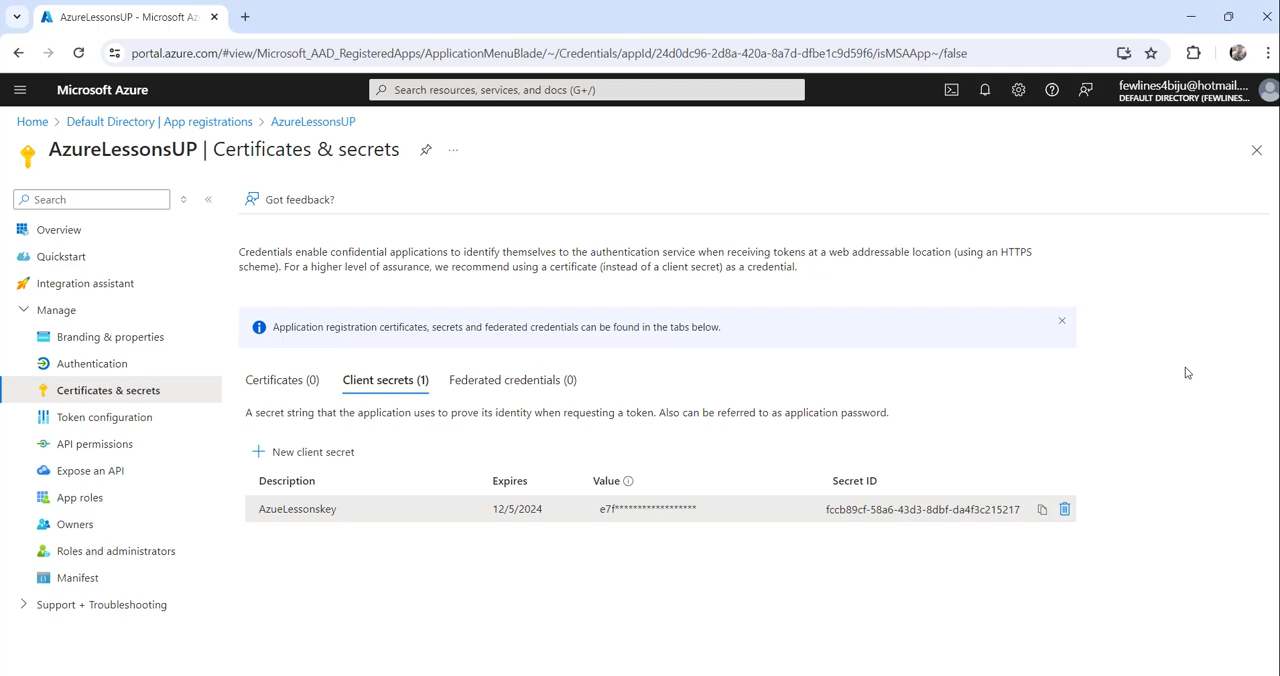 AzureLessonsUP - Microsoft Az
portal.azure.com/#view/Microsoft_AAD_RegisteredApps/ApplicationMenuBlade/~/Credentials/appId/24d0dc96-2d8a-420a-8a7d-dfbe1c9d59f6/isMSAApp~/false
Microsoft Azure
Search resources, services, and docs (G+/)
fewlines4biju@hotmail....
DEFAULT DIRECTORY (FEWLINES...
Home > Default Directory | App registrations > AzureLessonsUP
AzureLessonsUP | Certificates & secrets
Search
Got feedback?
Overview
Quickstart
Integration assistant
Manage
Branding & properties
Authentication
Certificates & secrets
Token configuration
API permissions
Expose an API
App roles
Owners
Roles and administrators
Manifest
Support + Troubleshooting
Credentials enable confidential applications to identify themselves to the authentication service when receiving tokens at a web addressable location (using an HTTPS
scheme). For a higher level of assurance, we recommend using a certificate (instead of a client secret) as a credential.
Application registration certificates, secrets and federated credentials can be found in the tabs below.
Certificates (0) Client secrets (1) Federated credentials (0)
A secret string that the application uses to prove its identity when requesting a token. Also can be referred to as application password.
New client secret
Description Expires Value Secret ID
AzueLessonskey 12/5/2024 e7f****************** fccb89cf-58a6-43d3-8dbf-da4f3c215217